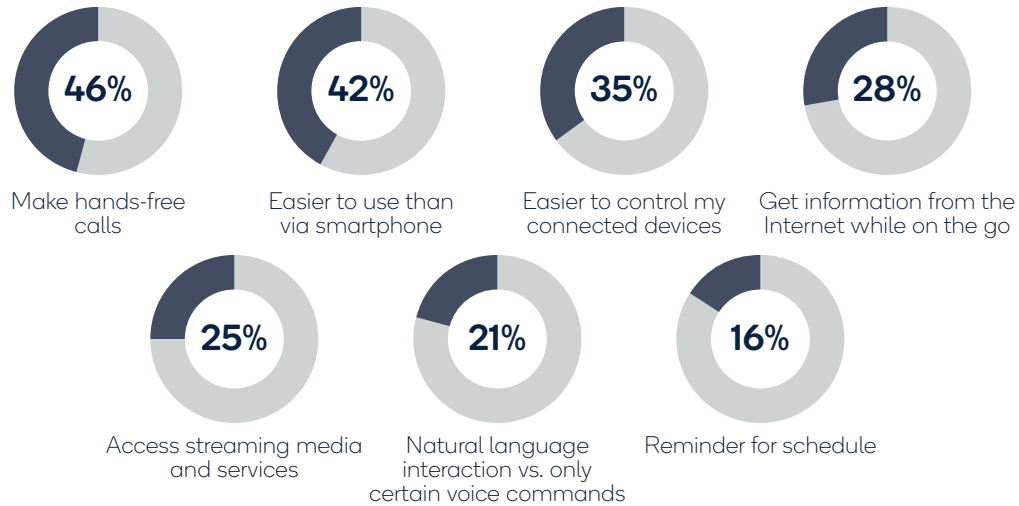 46%
42%
35%
28%
Make hands-free
calls
Easier to use than
via smartphone
Easier to control my
connected devices
Get information from the
Internet while on the go
25%
21%
16%
Access streaming media
and services
Natural language
interaction vs. only
certain voice commands
Reminder for schedule